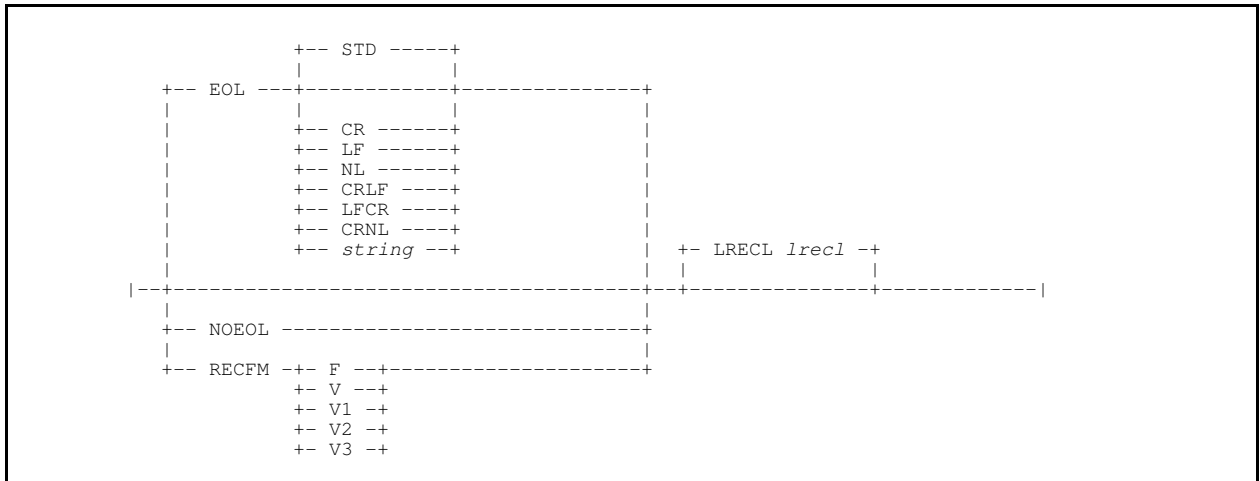 +-- STD -----+
| |
+-- EOL ---+------------+---------------+
| | | |
| +-- CR ------+ |
| +-- LF ------+ |
| +-- NL ------+ |
| +-- CRLF ----+ |
| +-- LFCR ----+ |
| +-- CRNL ----+ |
| +-- string --+ | +- LRECL lrecl -+
| | | |
|--+---------------------------------------+--+---------------+-------------|
| |
+-- NOEOL ------------------------------+
| |
+-- RECFM -+- F --+---------------------+
+- V --+
+- V1 -+
+- V2 -+
+- V3 -+